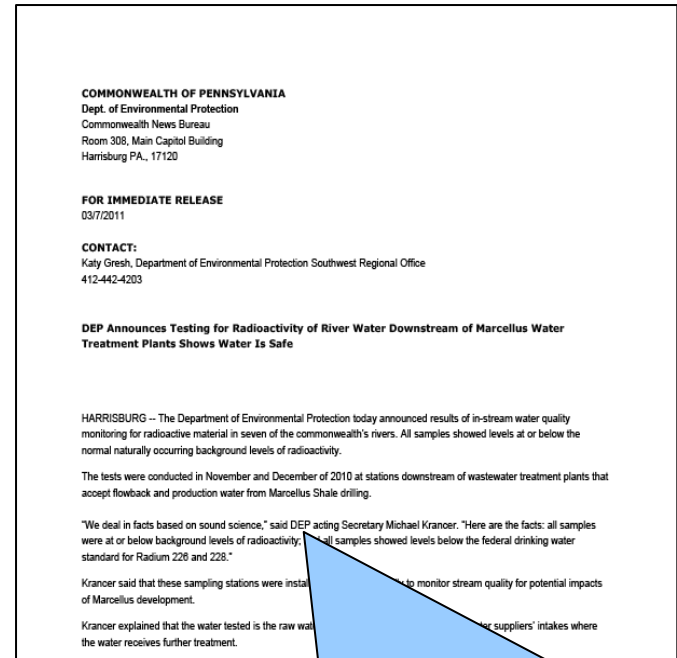 COMMONWEALTH OF PENNSYLVANIA
Dept. of Environmental Protection
Commonwealth News Bureau
Room 308, Main Capitol Building
Harrisburg PA., 17120
FOR IMMEDIATE RELEASE
03/7/2011
CONTACT:
Katy Gresh, Department of Environmental Protection Southwest Regional Office
412-442-4203
DEP Announces Testing for Radioactivity of River Water Downstream of Marcellus Water
Treatment Plants Shows Water Is Safe
HARRISBURG -- The Department of Environmental Protection today announced results of in-stream water quality
monitoring for radioactive material in seven of the commonwealth's rivers. All samples showed levels at or below the
normal naturally occurring background levels of radioactivity.
The tests were conducted in November and December of 2010 at stations downstream of wastewater treatment plants that
accept flowback and production water from Marcellus Shale drilling.
"We deal in facts based on sound science," said DEP acting Secretary Michael Krancer. "Here are the facts: all samples
were at or below background levels of radioactivity; all samples showed levels below the federal drinking water
standard for Radium 226 and 228."
Krancer said that these sampling stations were to monitor stream quality for potential impacts
of Marcellus development.
Krancer explained that the water tested is the raw suppliers' intakes where
the water receives further treatment.